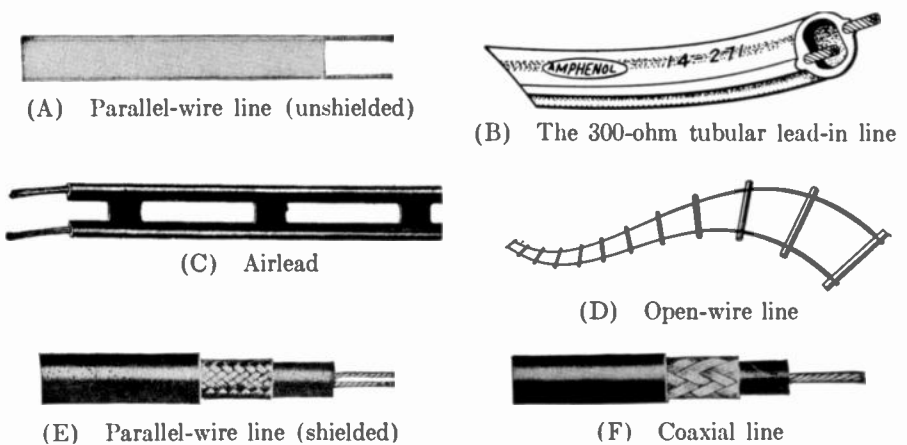 (A) Parallel-wire line (unshielded)
AMPHENOL 14-271
(B) The 300-ohm tubular lead-in line
(C) Airlead
(D) Open-wire line
(E) Parallel-wire line (shielded)
(F) Coaxial line